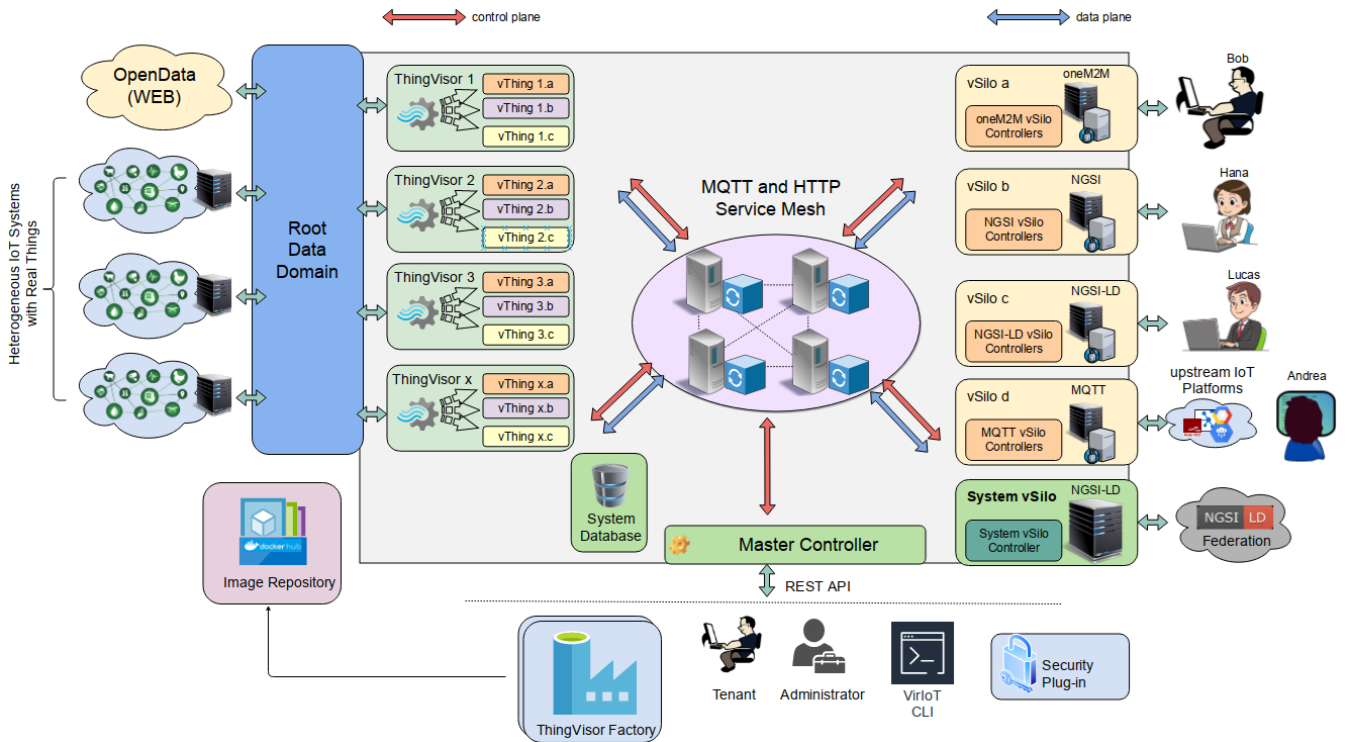 control plane
data plane
OpenData
(WEB)
Heterogeneous IoT Systems
with Real Things
Root
Data
Domain
ThingVisor 1
vThing 1.a
vThing 1.b
vThing 1.c
ThingVisor 2
vThing 2.a
vThing 2.b
vThing 2.c
ThingVisor 3
vThing 3.a
vThing 3.b
vThing 3.c
ThingVisor x
vThing x.a
vThing x.b
vThing x.c
MQTT and HTTP
Service Mesh
vSilo a
oneM2M
oneM2M vSilo
Controllers
Bob
vSilo b
NGSI
NGSI vSilo
Controllers
Hana
vSilo c
NGSI-LD
NGSI-LD vSilo
Controllers
Lucas
vSilo d
MQTT
MQTT vSilo
Controllers
upstream IoT
Platforms
Andrea
System vSilo
NGSI-LD
System vSilo
Controller
NGSI LD
Federation
System
Database
Master Controller
REST API
docker hub
Image Repository
ThingVisor Factory
Tenant
Administrator
VirIoT
CLI
Security
Plug-in